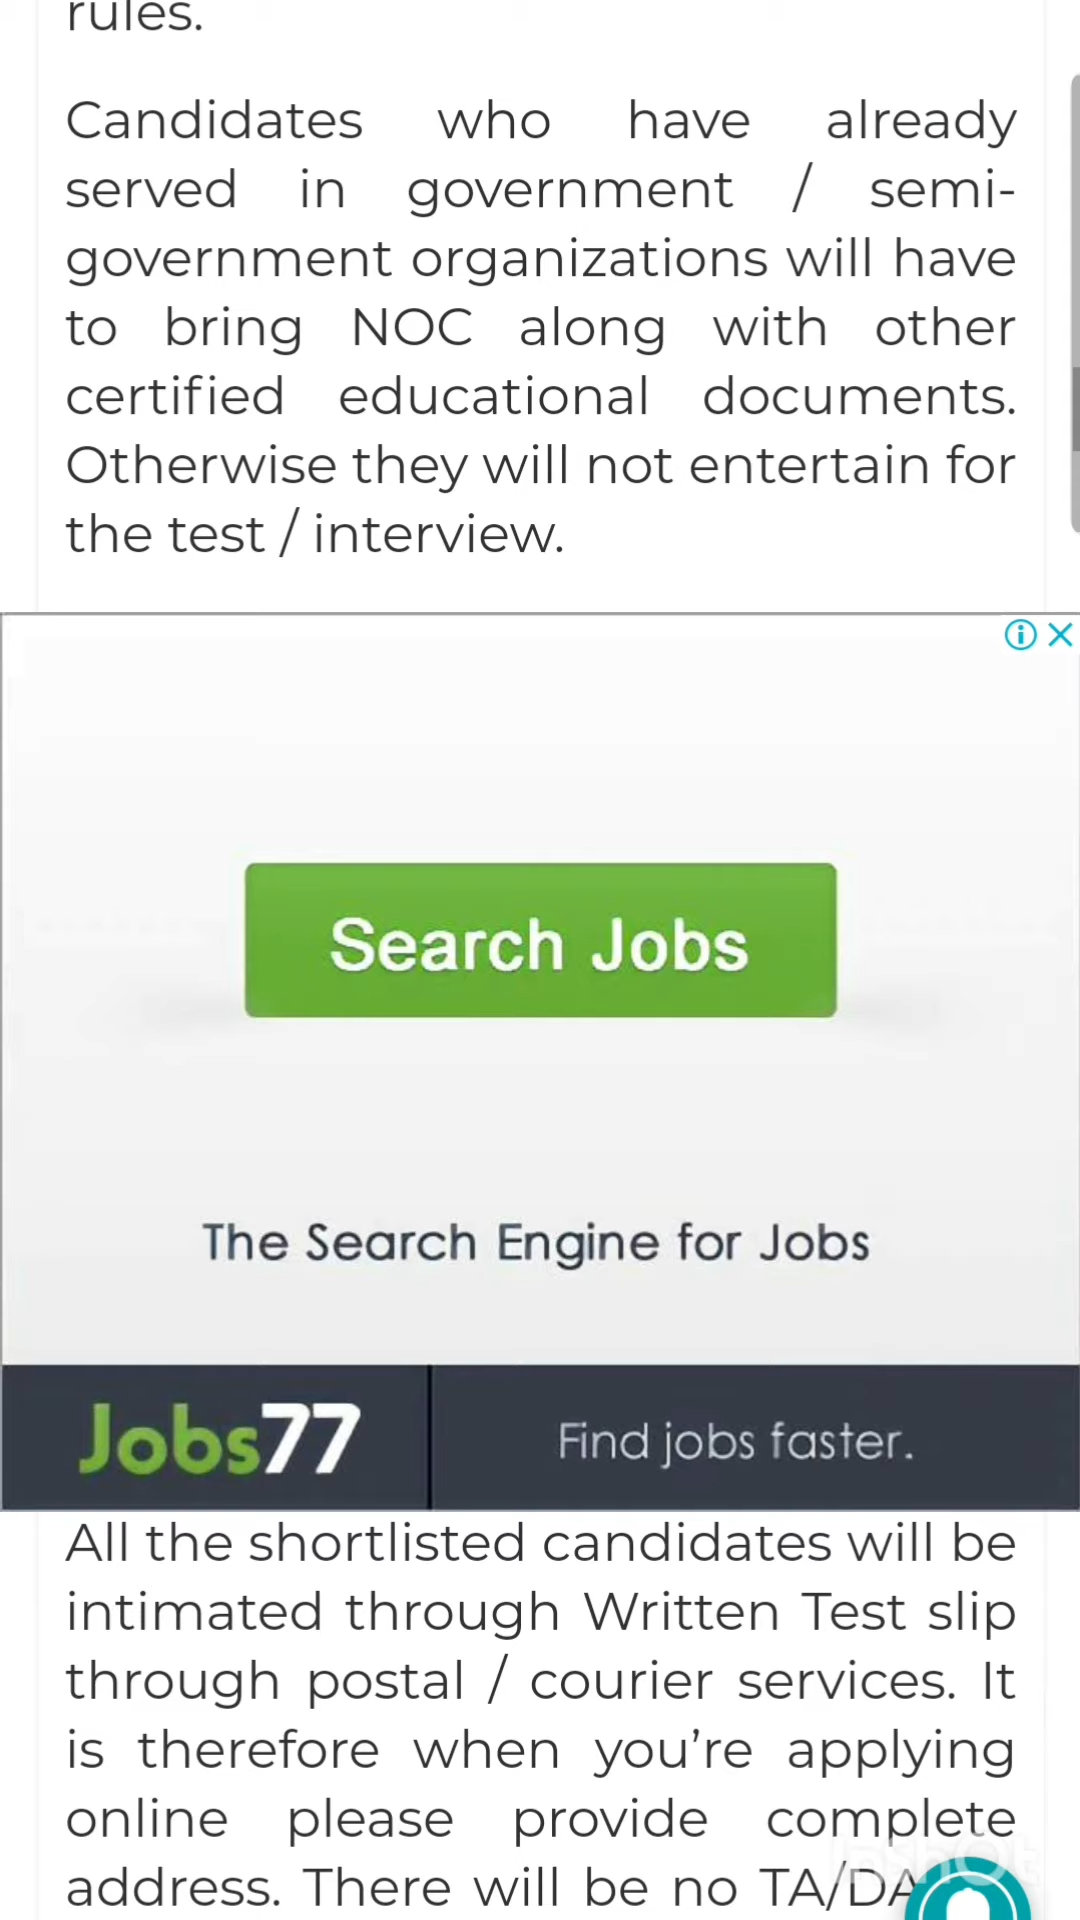 rules.
Candidates who have already
served in government / semi-
government organizations will have
to bring NOC along with other
certified educational documents.
Otherwise they will not entertain for
the test / interview.
Search Jobs
The Search Engine for Jobs
Jobs77
Find jobs faster.
All the shortlisted candidates will be
intimated through Written Test slip
through postal / courier services. It
is therefore when you’re applying
online please provide complete
address. There will be no TA/DA